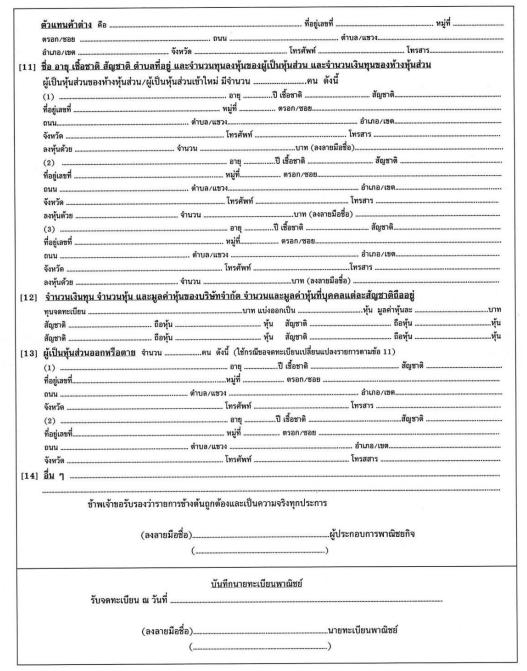 ตัวแทนค้าต่าง คือ ........................ ที่อยู่เลขที่ ........................ หมู่ที่ ............
ตรอก/ซอย ........................ ถนน ........................ ตำบล/แขวง........................
อำเภอ/เขต ........................ จังหวัด ........................ โทรศัพท์ ........................ โทรสาร........................
[11] ชื่อ อายุ เชื้อชาติ สัญชาติ ตำบลที่อยู่ และจำนวนทุนลงหุ้นของผู้เป็นหุ้นส่วน และจำนวนเงินทุนของห้างหุ้นส่วน
ผู้เป็นหุ้นส่วนของห้างหุ้นส่วน/ผู้เป็นหุ้นส่วนเข้าใหม่ มีจำนวน ............คน ดังนี้
(1) ........................ อายุ ............ปี เชื้อชาติ ........................ สัญชาติ............
ที่อยู่เลขที่ ........................ หมู่ที่ ............ ตรอก/ซอย ........................
ถนน........................ ตำบล/แขวง........................ อำเภอ/เขต........................
จังหวัด ........................ โทรศัพท์ ........................ โทรสาร ........................
ลงหุ้นด้วย ........................ จำนวน ........................บาท (ลงลายมือชื่อ)........................
(2) ........................ อายุ ............ปี เชื้อชาติ ........................ สัญชาติ............
ที่อยู่เลขที่ ........................ หมู่ที่ ............ ตรอก/ซอย ........................
ถนน ........................ ตำบล/แขวง ........................ อำเภอ/เขต........................
จังหวัด ........................ โทรศัพท์ ........................ โทรสาร ........................
ลงหุ้นด้วย ........................ จำนวน ........................บาท (ลงลายมือชื่อ) ........................
(3) ........................ อายุ ............ปี เชื้อชาติ ........................ สัญชาติ............
ที่อยู่เลขที่ ........................ หมู่ที่............ ตรอก/ซอย ........................
ถนน ........................ ตำบล/แขวง ........................ อำเภอ/เขต........................
จังหวัด ........................ โทรศัพท์ ........................ โทรสาร ........................
ลงหุ้นด้วย ........................ จำนวน ........................บาท (ลงลายมือชื่อ) ........................
[12] จำนวนเงินทุน จำนวนหุ้น และมูลค่าหุ้นของบริษัทจำกัด จำนวนและมูลค่าหุ้นที่บุคคลแต่ละสัญชาติถืออยู่
ทุนจดทะเบียน ........................บาท แบ่งออกเป็น ........................หุ้น มูลค่าหุ้นละ ........................บาท
สัญชาติ ........................ ถือหุ้น ........................ หุ้น สัญชาติ ........................ ถือหุ้น ........................หุ้น
สัญชาติ ........................ ถือหุ้น ........................ หุ้น สัญชาติ ........................ ถือหุ้น ........................หุ้น
[13] ผู้เป็นหุ้นส่วนออกหรือตาย จำนวน ............คน ดังนี้ (ใช้กรณีขอจดทะเบียนเปลี่ยนแปลงรายการตามข้อ 11)
(1) ........................ อายุ ............ปี เชื้อชาติ ........................ สัญชาติ ............
ที่อยู่เลขที่........................หมู่ที่ ............ ตรอก/ซอย ........................
ถนน ........................ ตำบล/แขวง ........................ อำเภอ/เขต ........................
จังหวัด ........................ โทรศัพท์ ........................ โทรสาร ........................
(2) ........................ อายุ ............ปี เชื้อชาติ ........................สัญชาติ ............
ที่อยู่เลขที่........................หมู่ที่ ............ ตรอก/ซอย ........................
ถนน ........................ ตำบล/แขวง ........................ อำเภอ/เขต........................
จังหวัด ........................ โทรศัพท์ ........................ โทรสสาร ........................
[14] อื่น ๆ ........................
........................
ข้าพเจ้าขอรับรองว่ารายการข้างต้นถูกต้องและเป็นความจริงทุกประการ
(ลงลายมือชื่อ)........................ผู้ประกอบการพาณิชยกิจ
(........................)
บันทึกนายทะเบียนพาณิชย์
รับจดทะเบียน ณ วันที่ ........................
(ลงลายมือชื่อ)........................นายทะเบียนพาณิชย์
(........................)